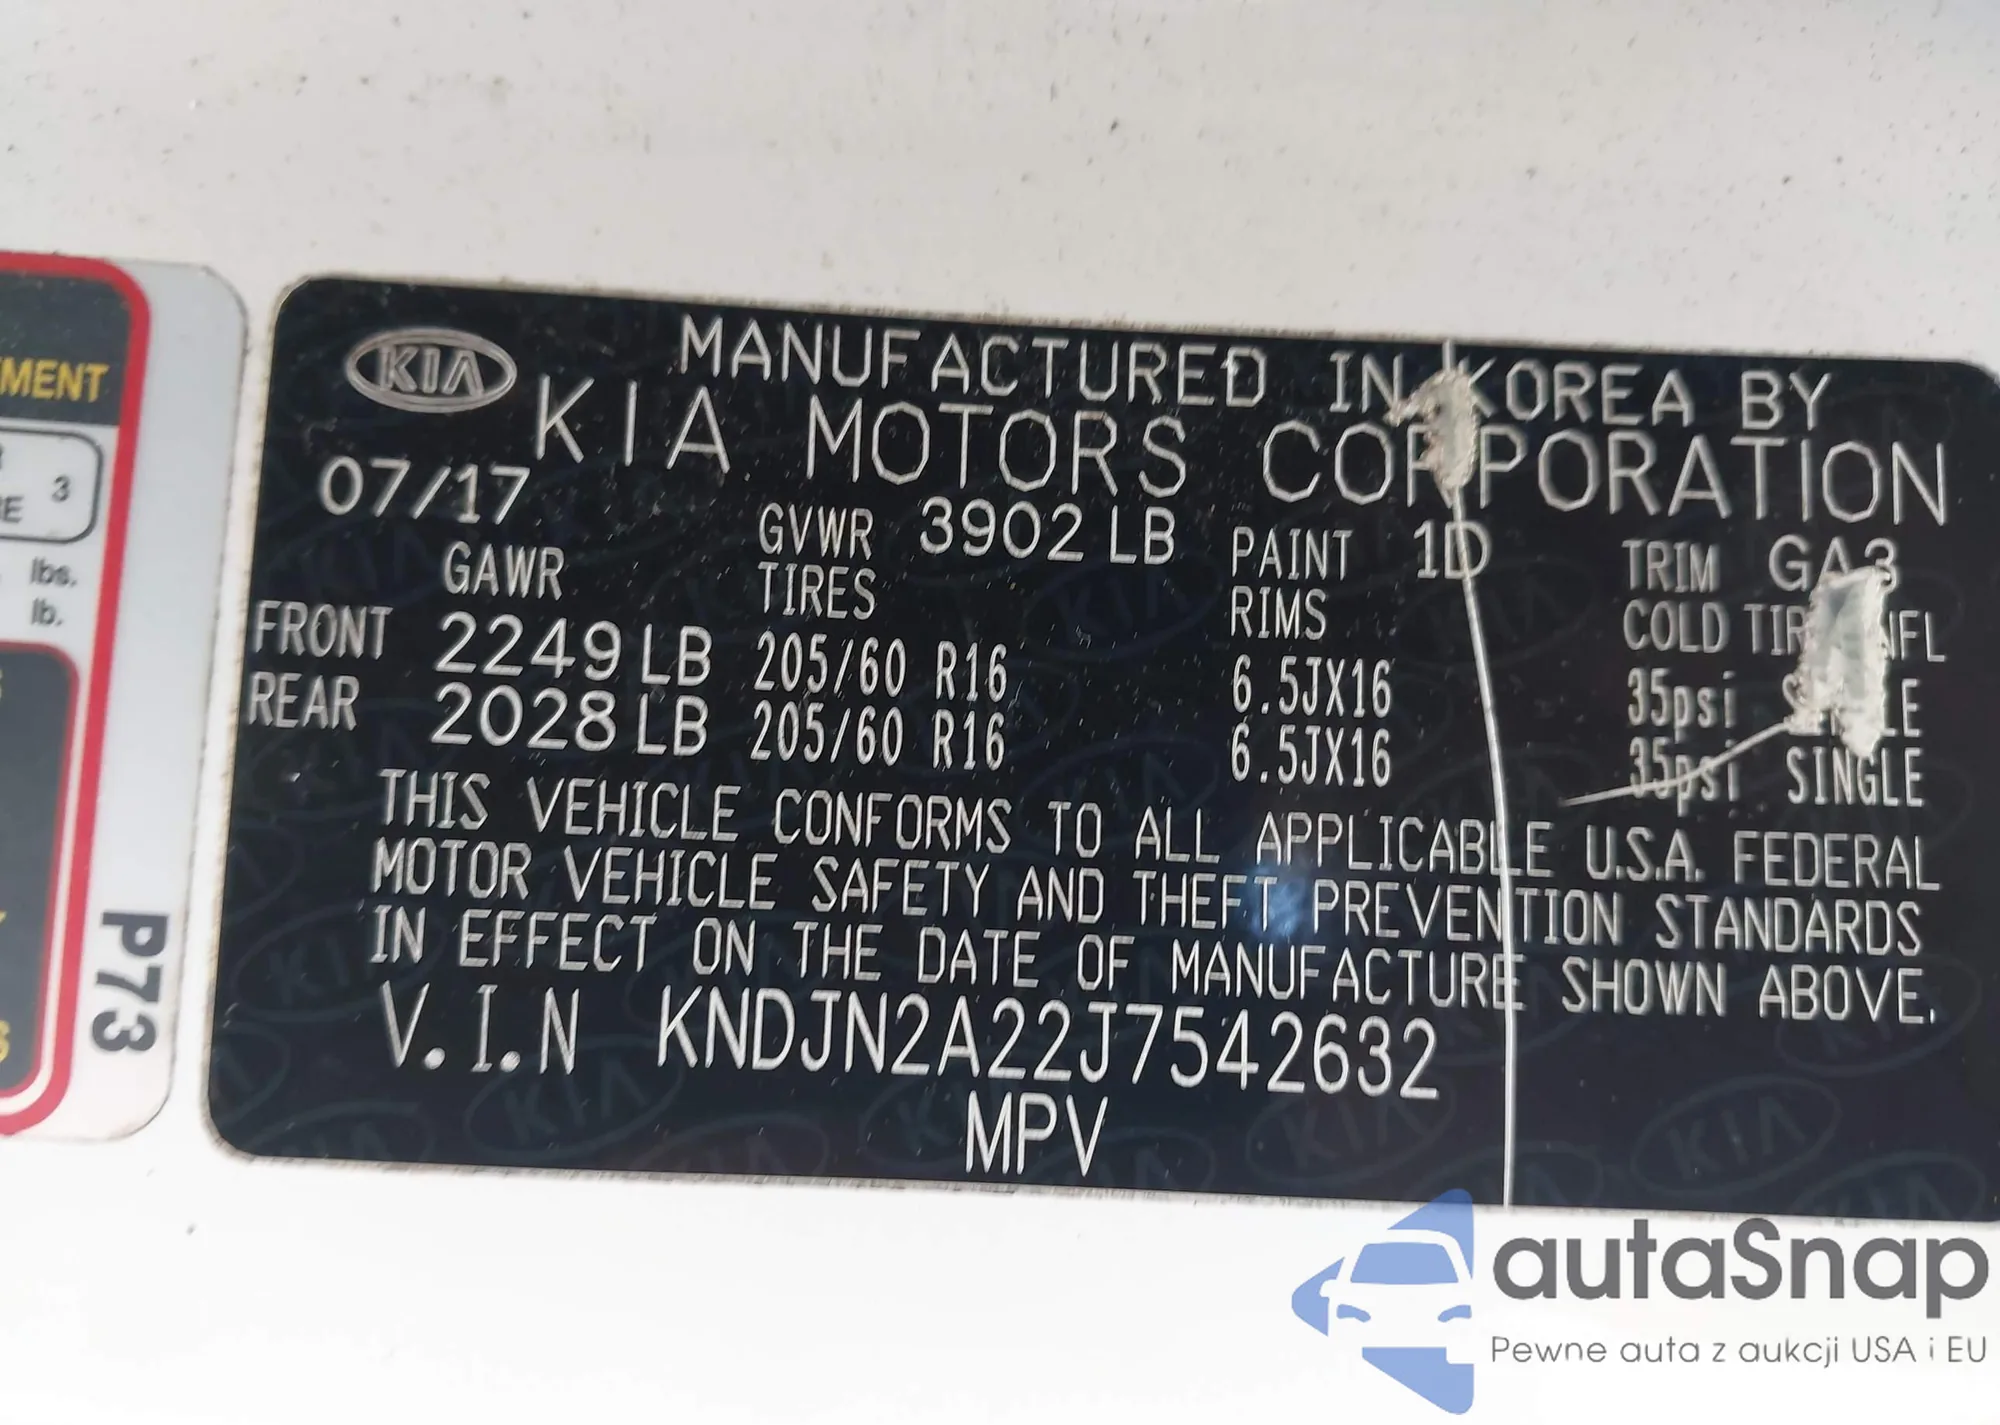 KIA
MANUFACTURED IN KOREA BY
KIA MOTORS CORPORATION
07/17
GVWR 3902 LB PAINT 1D TRIM GA3
GAWR TIRES RIMS COLD TIRE INFL
FRONT 2249 LB 205/60 R16 6.5JX16 35psi SINGLE
REAR 2028 LB 205/60 R16 6.5JX16 35psi SINGLE
THIS VEHICLE CONFORMS TO ALL APPLICABLE U.S.A. FEDERAL
MOTOR VEHICLE SAFETY AND THEFT PREVENTION STANDARDS
IN EFFECT ON THE DATE OF MANUFACTURE SHOWN ABOVE.
V.I.N KNDJN2A22J7542632
MPV
3
lbs.
lb.
P73
autaSnap
Pewne auta z aukcji USA i EU